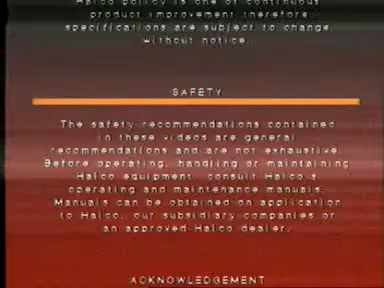 Halco policy is one of continuous
product improvement therefore,
specifications are subject to change
without notice.
SAFETY
The safety recommendations contained
in these videos are general
recommendations and are not exhaustive.
Before operating, handling or maintaining
Halco equipment, consult Halco's
operating and maintenance manuals.
Manuals can be obtained on application
to Halco, our subsidiary companies or
an approved Halco dealer.
ACKNOWLEDGEMENT